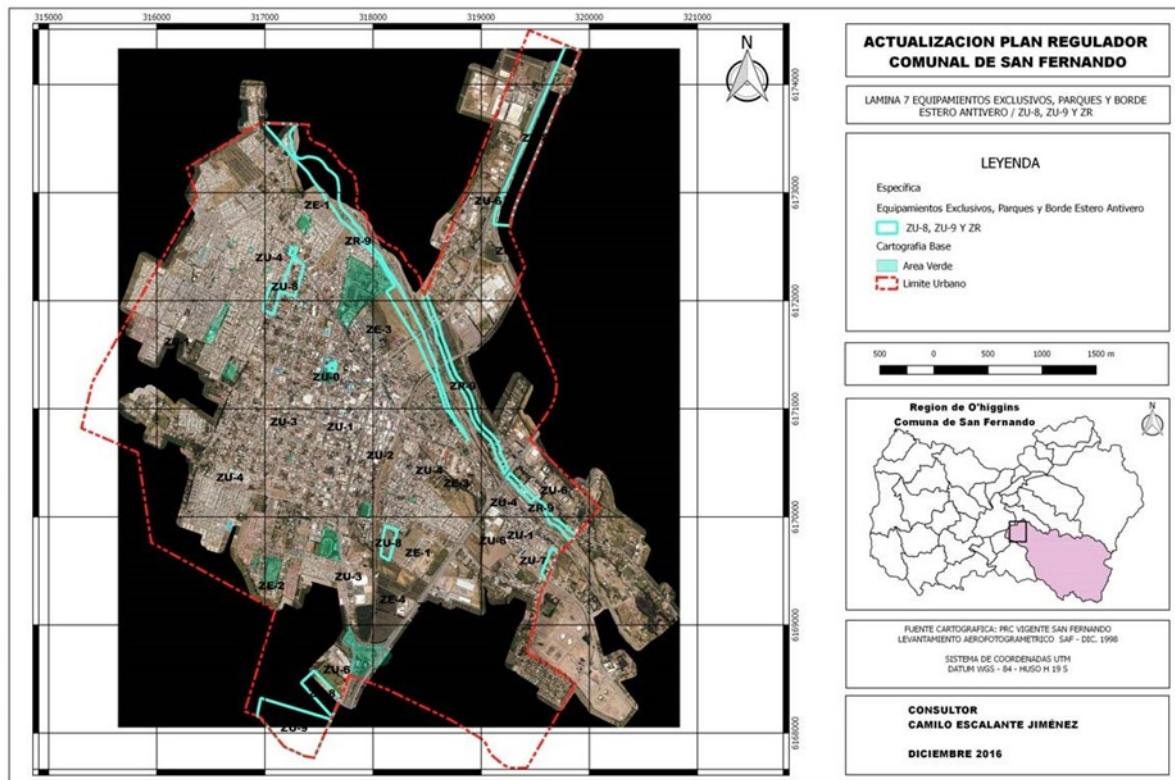 315000
316000
317000
318000
319000
320000
321000
N
ACTUALIZACION PLAN REGULADOR
COMUNAL DE SAN FERNANDO
LAMINA 7 EQUIPAMIENTOS EXCLUSIVOS, PARQUES Y BORDE
ESTERO ANTIVERO / ZU-8, ZU-9 Y ZR
LEYENDA
Específica
Equipamientos Exclusivos, Parques y Borde Estero Antivero
ZU-8, ZU-9 Y ZR
Cartografia Base
Area Verde
Limite Urbano
500 0 500 1000 1500 m
Region de O'higgins
Comuna de San Fernando
N
FUENTE CARTOGRAFICA: PRC VIGENTE SAN FERNANDO
LEVANTAMIENTO AEROFOTOGRAMETRICO SAF - DIC. 1998
SISTEMA DE COORDENADAS UTM
DATUM WGS - 84 - HUSO H 19 S
CONSULTOR
CAMILO ESCALANTE JIMÉNEZ
DICIEMBRE 2016
6174000
6173000
6172000
6171000
6170000
6169000
6168000
ZU-6
ZE-1
ZR-9
ZU-4
ZU-8
ZE-3
ZU-1
ZU-0
ZR-9
ZU-3
ZU-1
ZU-2
ZU-4
ZU-4
ZE-3
ZU-6
ZU-4
ZR-9
ZU-8
ZE-1
ZU-6
ZU-1
ZU-7
ZE-2
ZU-3
ZE-4
ZU-6
ZU-9